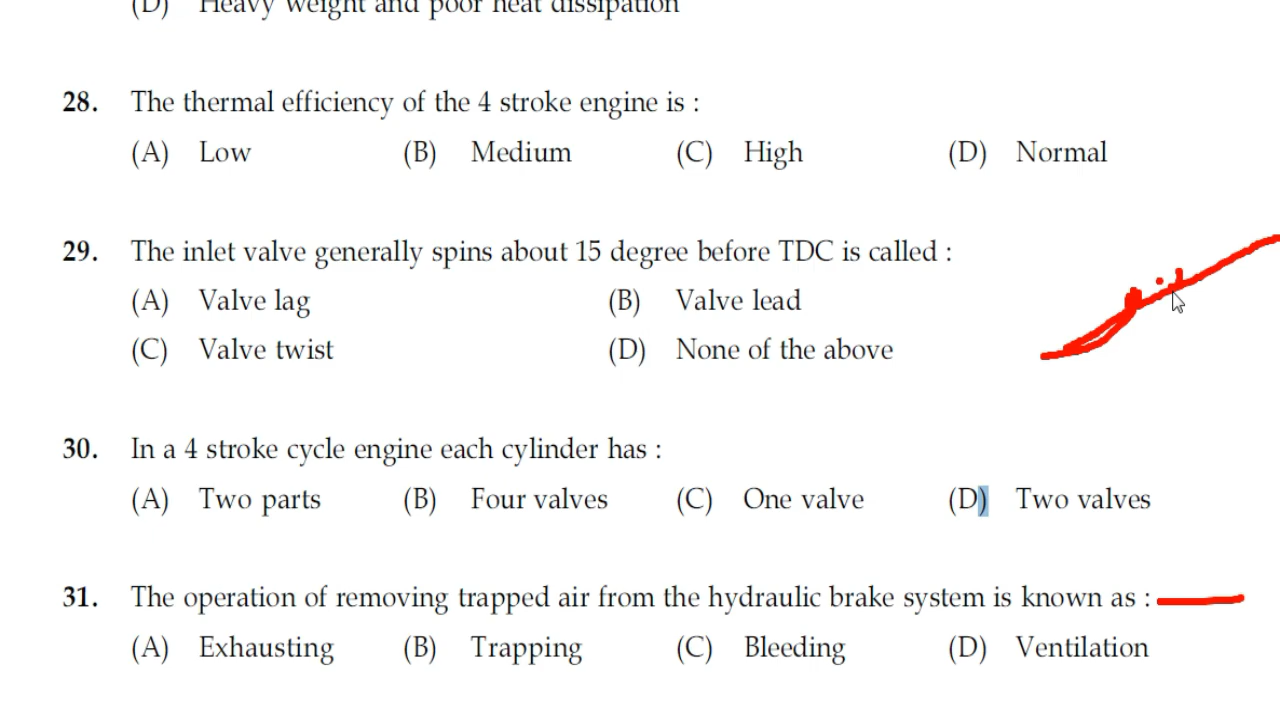 (D) Heavy weight and poor heat dissipation
28. The thermal efficiency of the 4 stroke engine is :
(A) Low (B) Medium (C) High (D) Normal
29. The inlet valve generally spins about 15 degree before TDC is called :
(A) Valve lag (B) Valve lead
(C) Valve twist (D) None of the above
30. In a 4 stroke cycle engine each cylinder has :
(A) Two parts (B) Four valves (C) One valve (D) Two valves
31. The operation of removing trapped air from the hydraulic brake system is known as :
(A) Exhausting (B) Trapping (C) Bleeding (D) Ventilation